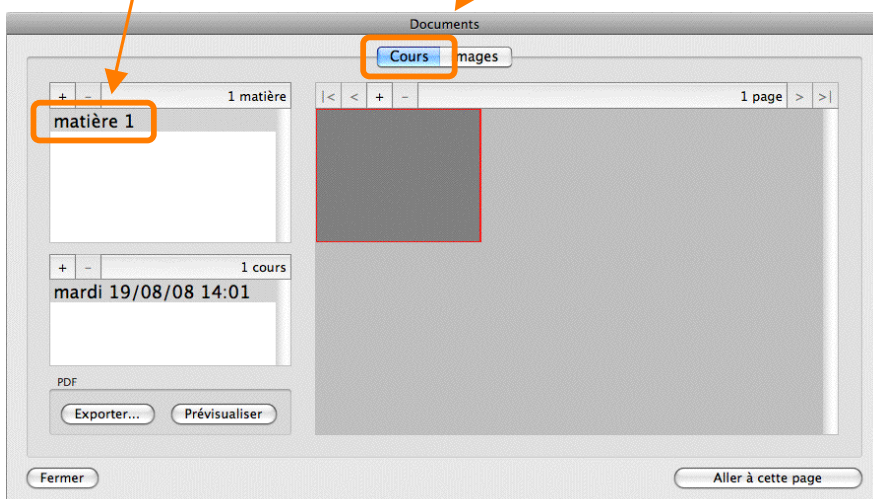 Documents
Cours mages
+ - 1 matière
matière 1
|< < + - 1 page > >|
+ - 1 cours
mardi 19/08/08 14:01
PDF
Exporter... Prévisualiser
Fermer
Aller à cette page